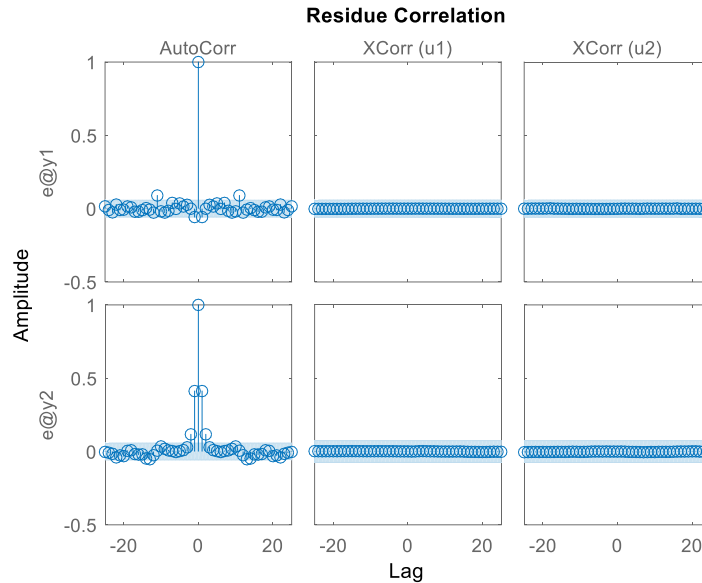 Residue Correlation
AutoCorr XCorr (u1) XCorr (u2)
1
0.5
0
-0.5
e@y1
1
0.5
0
-0.5
e@y2
Amplitude
-20 0 20 -20 0 20 -20 0 20
Lag